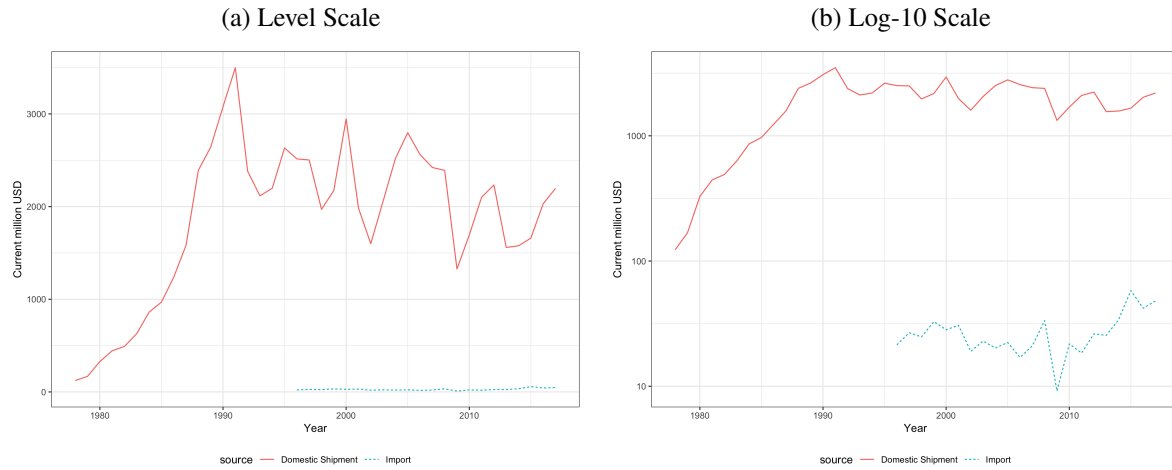 (a) Level Scale
3000
2000
1000
0
Current million USD
1980
1990
2000
2010
Year
source Domestic Shipment Import
(b) Log-10 Scale
1000
100
10
Current million USD
1980
1990
2000
2010
Year
source Domestic Shipment Import